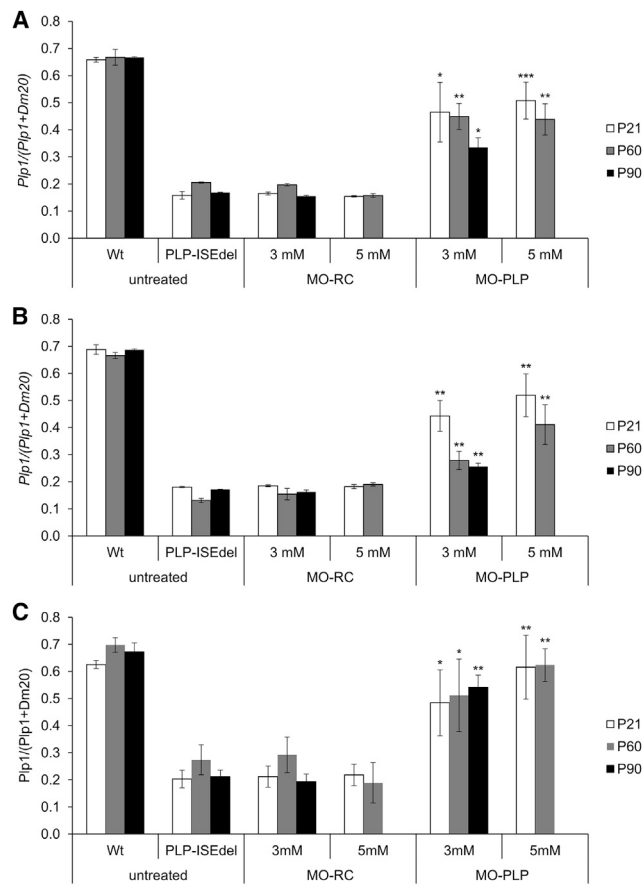 A
Plp1/(Plp1+Dm20)
0.8
0.7
0.6
0.5
0.4
0.3
0.2
0.1
0.0
* ** * *** **
P21
P60
P90
Wt PLP-ISEdel 3 mM 5 mM 3 mM 5 mM
untreated MO-RC MO-PLP
B
Plp1/(Plp1+Dm20)
0.8
0.7
0.6
0.5
0.4
0.3
0.2
0.1
0.0
** ** ** ** **
P21
P60
P90
Wt PLP-ISEdel 3 mM 5 mM 3 mM 5 mM
untreated MO-RC MO-PLP
C
Plp1/(Plp1+Dm20)
0.8
0.7
0.6
0.5
0.4
0.3
0.2
0.1
0.0
* * ** ** **
P21
P60
P90
Wt PLP-ISEdel 3mM 5mM 3mM 5mM
untreated MO-RC MO-PLP